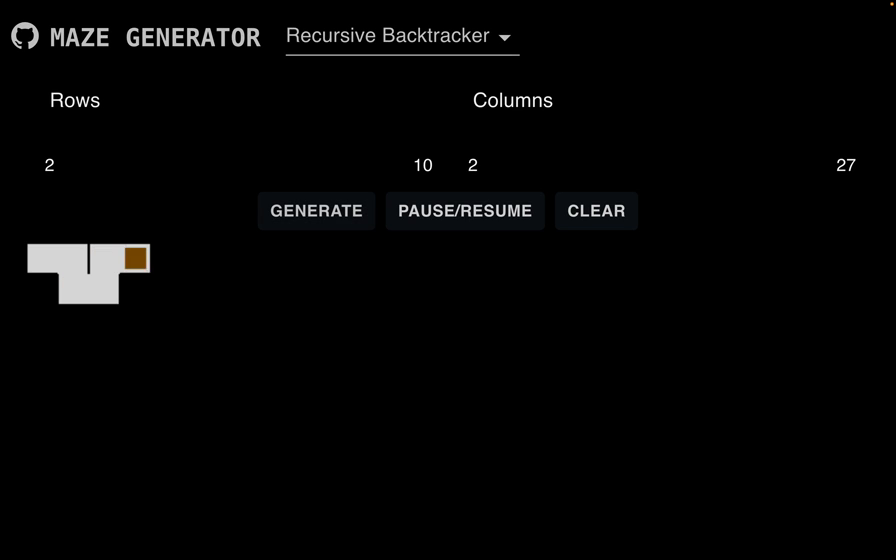 MAZE GENERATOR Recursive Backtracker
Rows Columns
2 10 2 27
GENERATE PAUSE/RESUME CLEAR